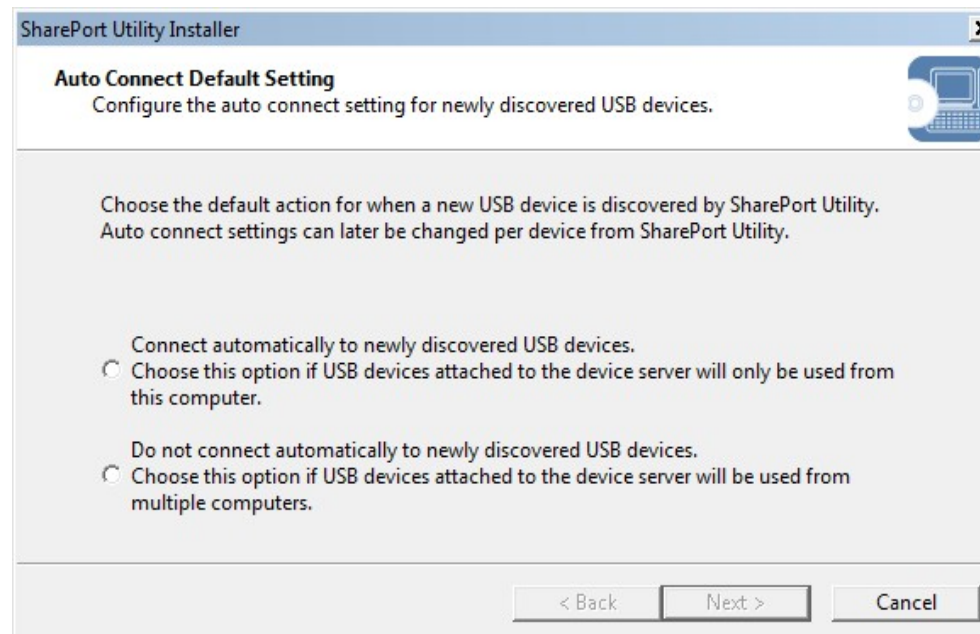 SharePort Utility Installer
Auto Connect Default Setting
Configure the auto connect setting for newly discovered USB devices.
Choose the default action for when a new USB device is discovered by SharePort Utility.
Auto connect settings can later be changed per device from SharePort Utility.
Connect automatically to newly discovered USB devices.
Choose this option if USB devices attached to the device server will only be used from
this computer.
Do not connect automatically to newly discovered USB devices.
Choose this option if USB devices attached to the device server will be used from
multiple computers.
< Back Next > Cancel